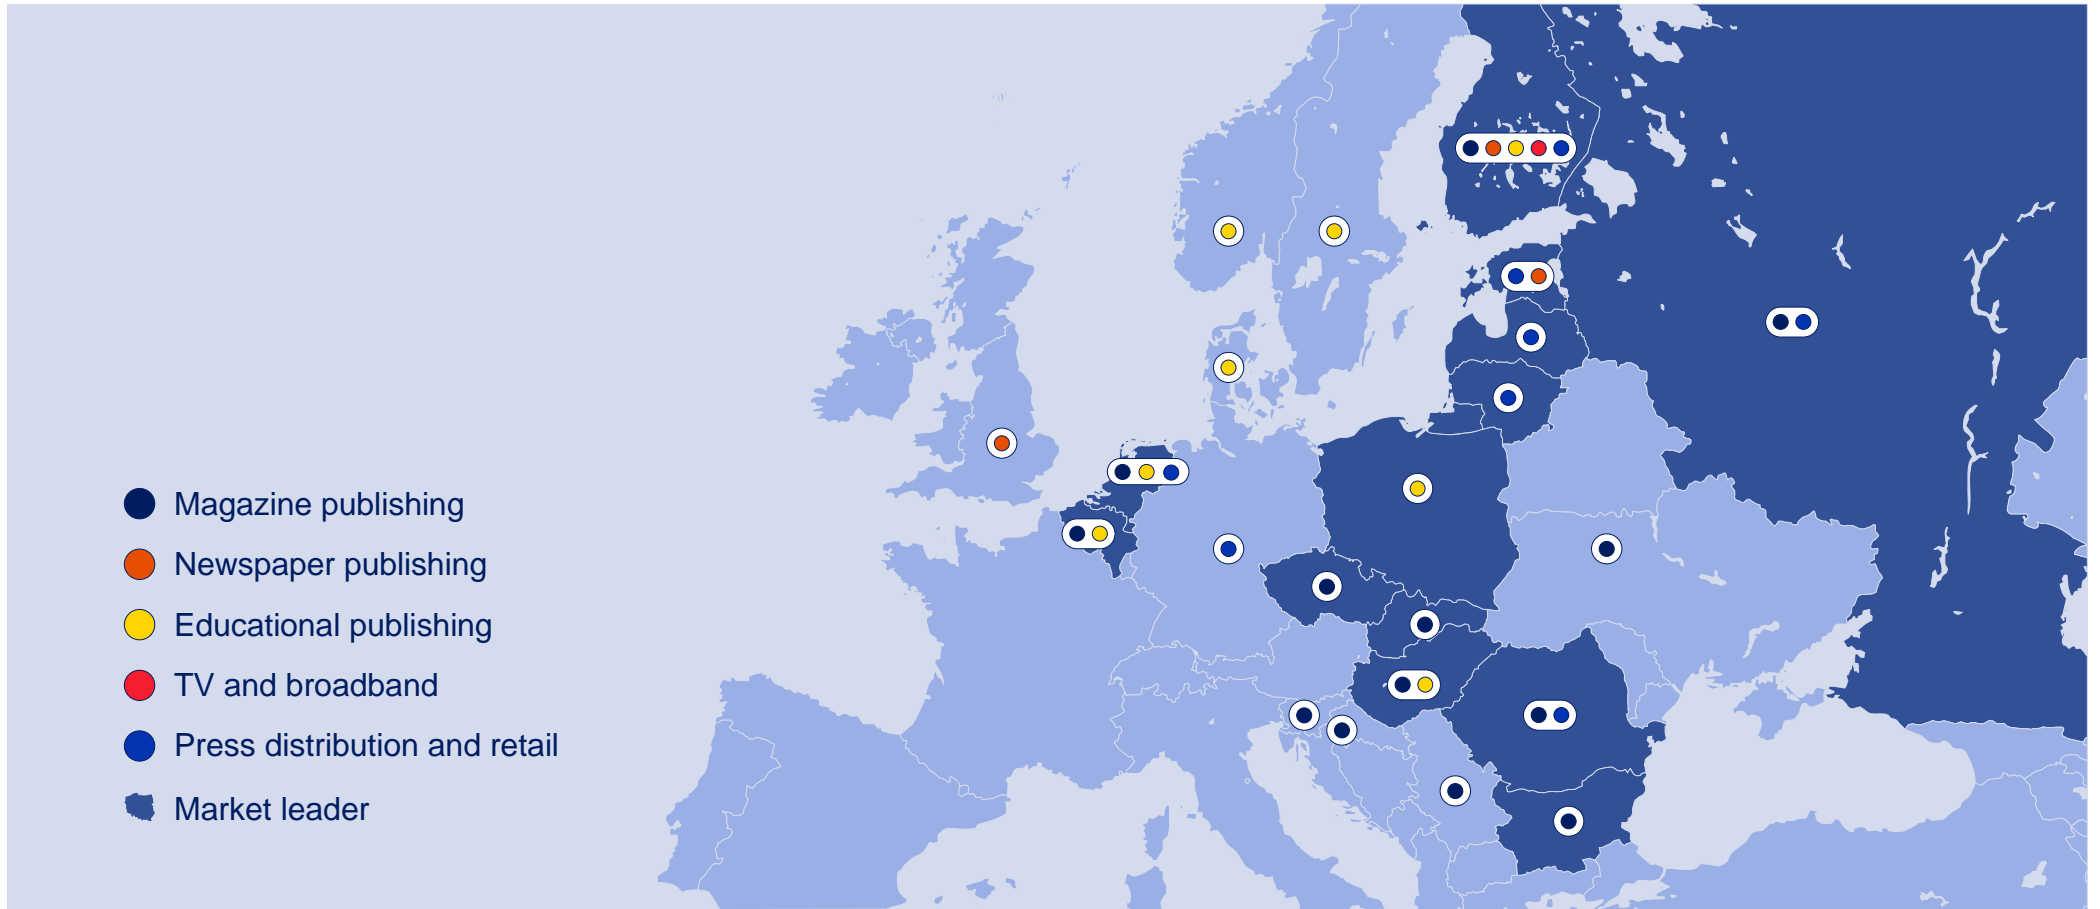 Magazine publishing
Newspaper publishing
Educational publishing
TV and broadband
Press distribution and retail
Market leader